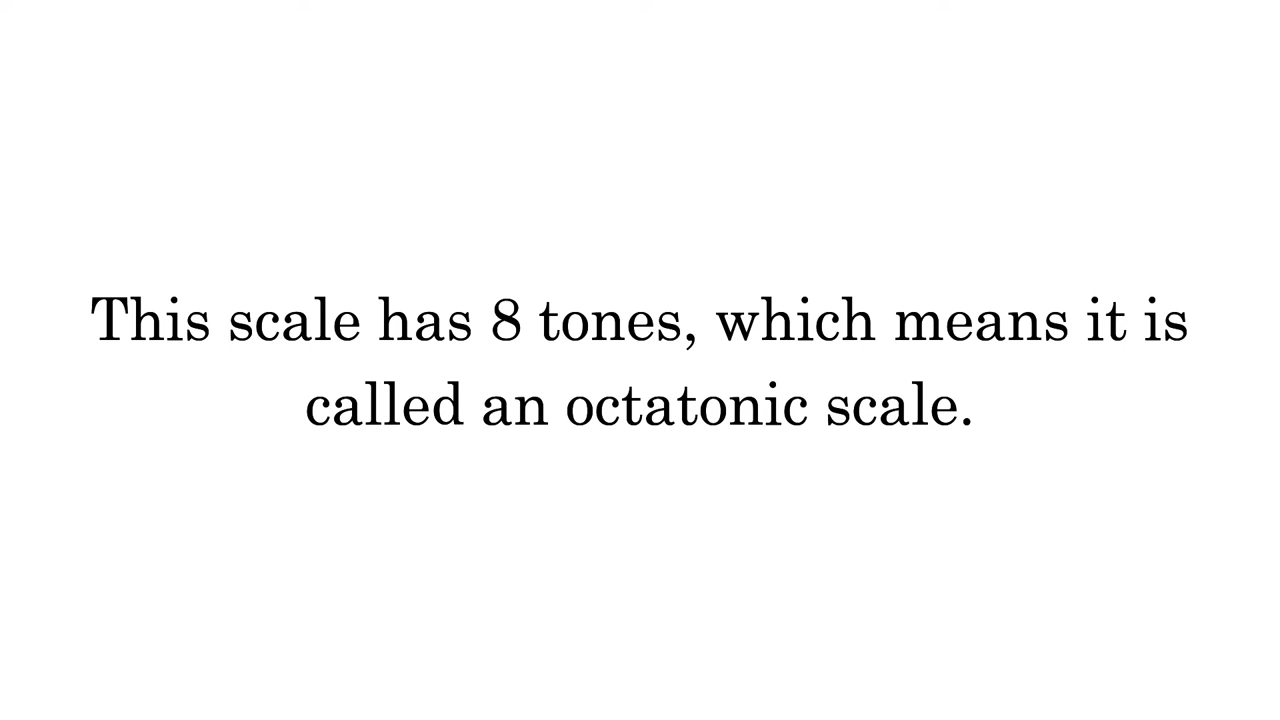 This scale has 8 tones, which means it is
called an octatonic scale.